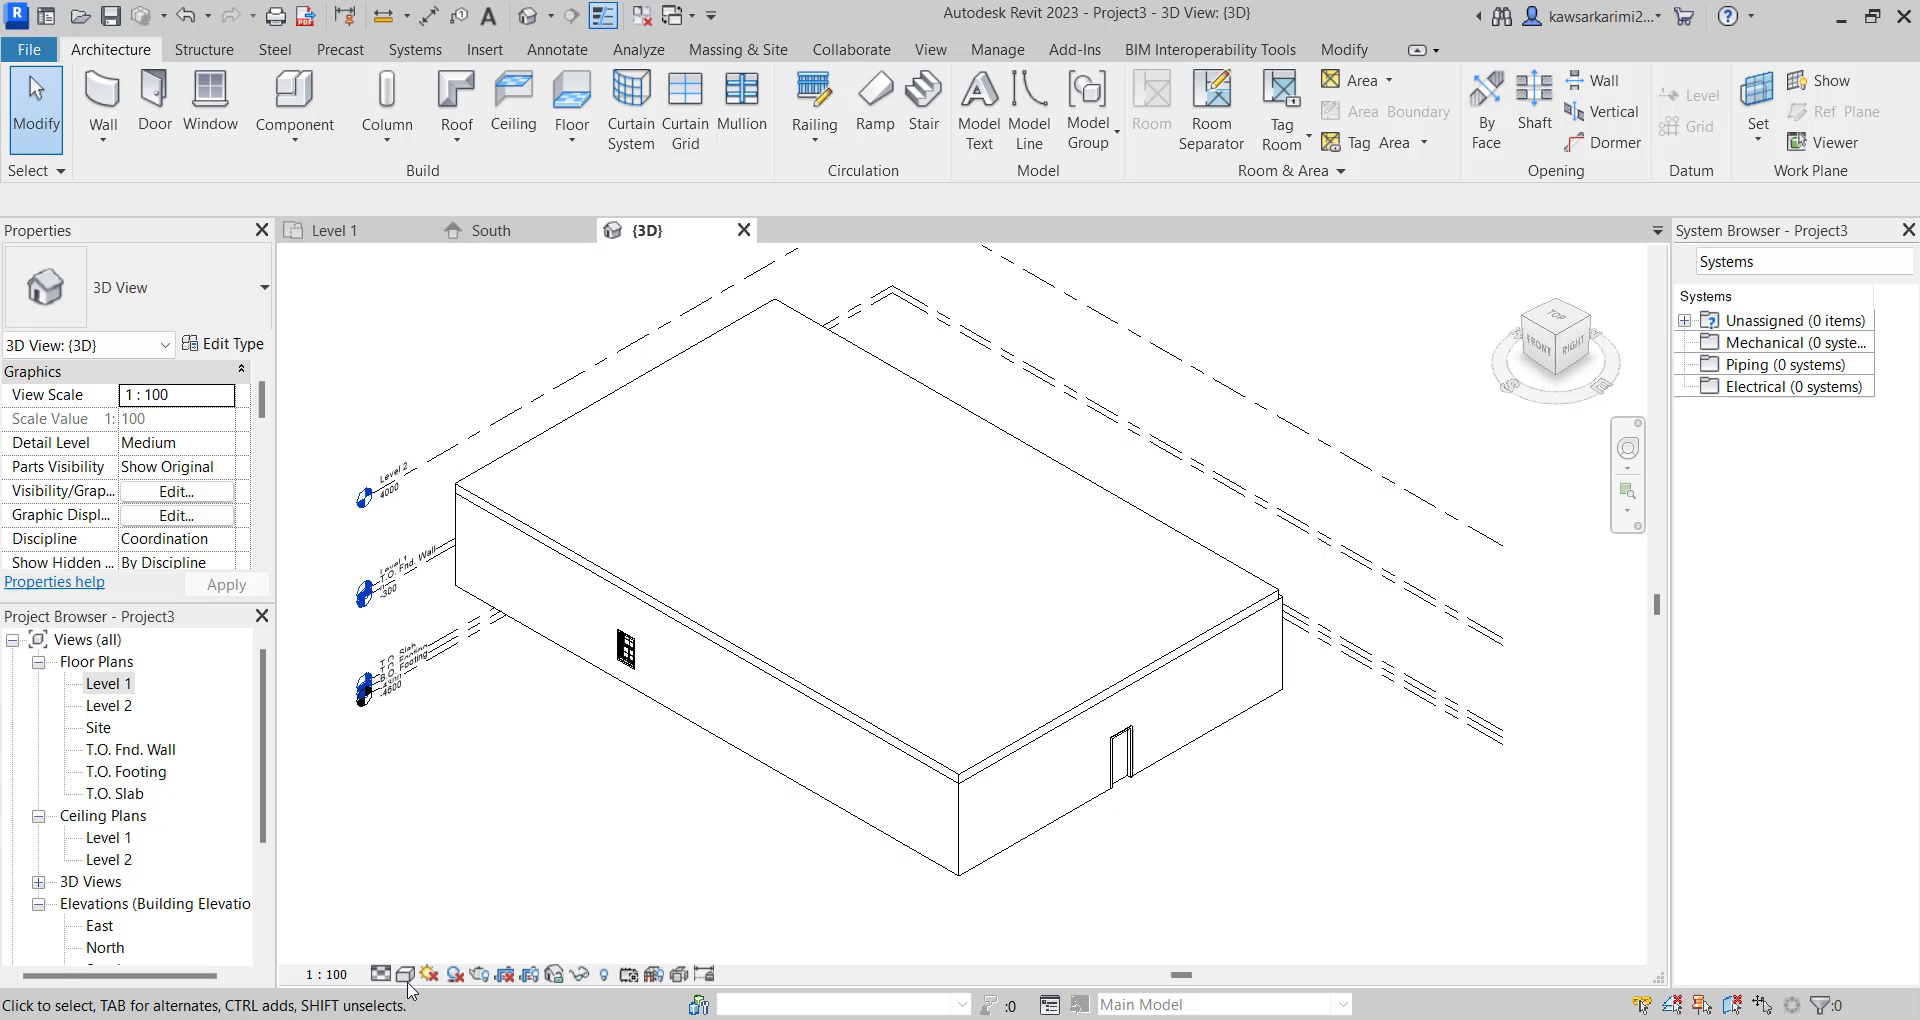 Autodesk Revit 2023 - Project3 - 3D View: {3D}
kawsarkarimi2...
File Architecture Structure Steel Precast Systems Insert Annotate Analyze Massing & Site Collaborate View Manage Add-Ins BIM Interoperability Tools Modify
Modify
Wall
Door
Window
Component
Column
Roof
Ceiling
Floor
Curtain System
Curtain Grid
Mullion
Railing
Ramp
Stair
Model Text
Model Line
Model Group
Room
Room Separator
Tag Room
Area
Area Boundary
Tag Area
By Face
Shaft
Wall
Vertical
Dormer
Level
Grid
Set
Show
Ref Plane
Viewer
Select Build Circulation Model Room & Area Opening Datum Work Plane
Properties
3D View
3D View: {3D} Edit Type
Graphics
View Scale 1 : 100
Scale Value 1: 100
Detail Level Medium
Parts Visibility Show Original
Visibility/Grap... Edit...
Graphic Displ... Edit...
Discipline Coordination
Show Hidden ... By Discipline
Properties help Apply
Project Browser - Project3
Views (all)
Floor Plans
Level 1
Level 2
Site
T.O. Fnd. Wall
T.O. Footing
T.O. Slab
Ceiling Plans
Level 1
Level 2
3D Views
Elevations (Building Elevatio
East
North
Level 1 South {3D}
Level 2
4000
T.O. Fnd. Wall
-300
B.O. Footing
-4600
TOP
FRONT
RIGHT
S
E
System Browser - Project3
Systems
Systems
Unassigned (0 items)
Mechanical (0 syste...
Piping (0 systems)
Electrical (0 systems)
1 : 100
Click to select, TAB for alternates, CTRL adds, SHIFT unselects.
:0
Main Model
:0